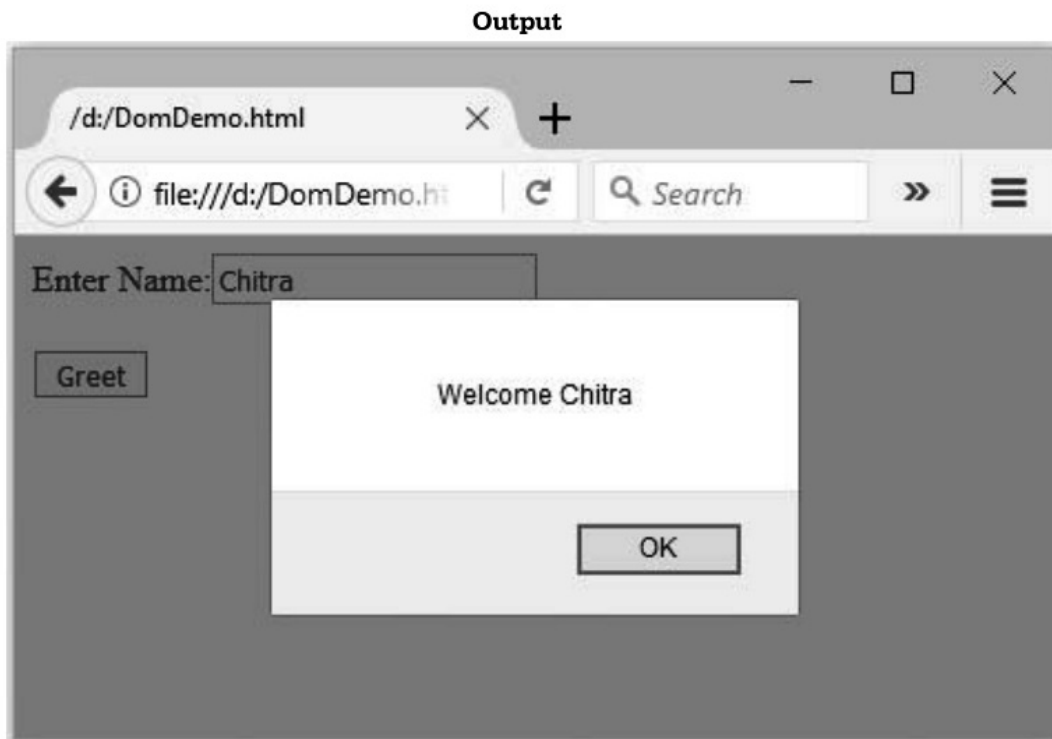 Output
/d:/DomDemo.html
file:///d:/DomDemo.ht
Search
Enter Name: Chitra
Greet
Welcome Chitra
OK